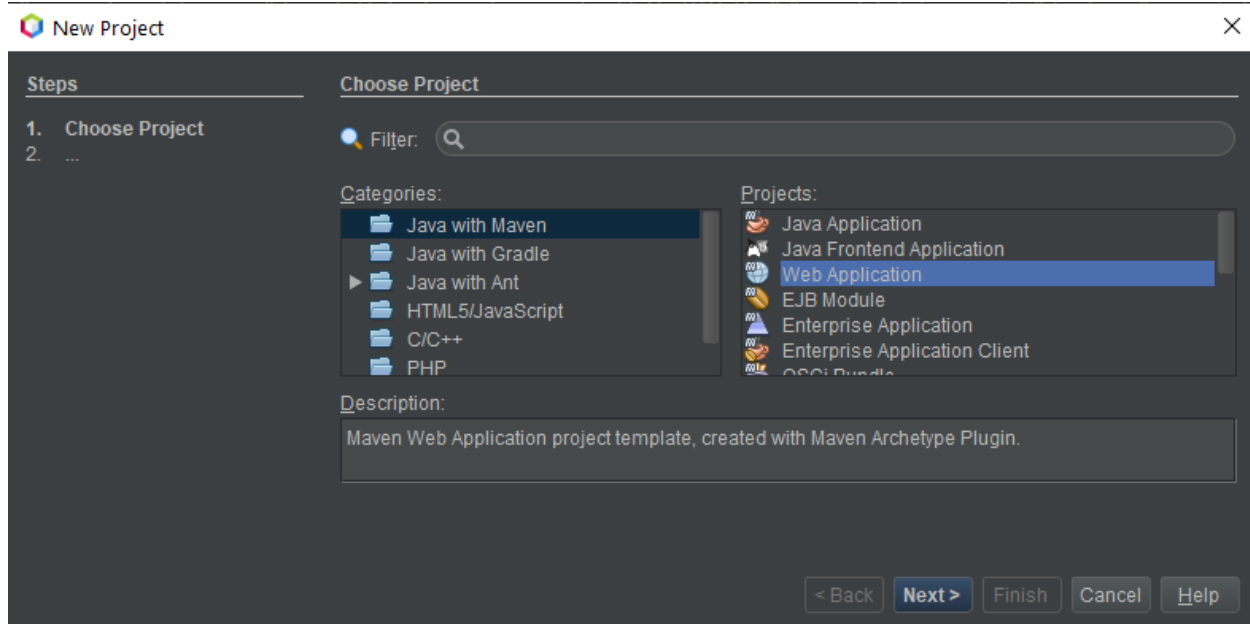 New Project
Steps
1. Choose Project
2. ...
Choose Project
Filter:
Categories:
Java with Maven
Java with Gradle
Java with Ant
HTML5/JavaScript
C/C++
PHP
Projects:
Java Application
Java Frontend Application
Web Application
EJB Module
Enterprise Application
Enterprise Application Client
OSGi Bundle
Description:
Maven Web Application project template, created with Maven Archetype Plugin.
< Back
Next >
Finish
Cancel
Help